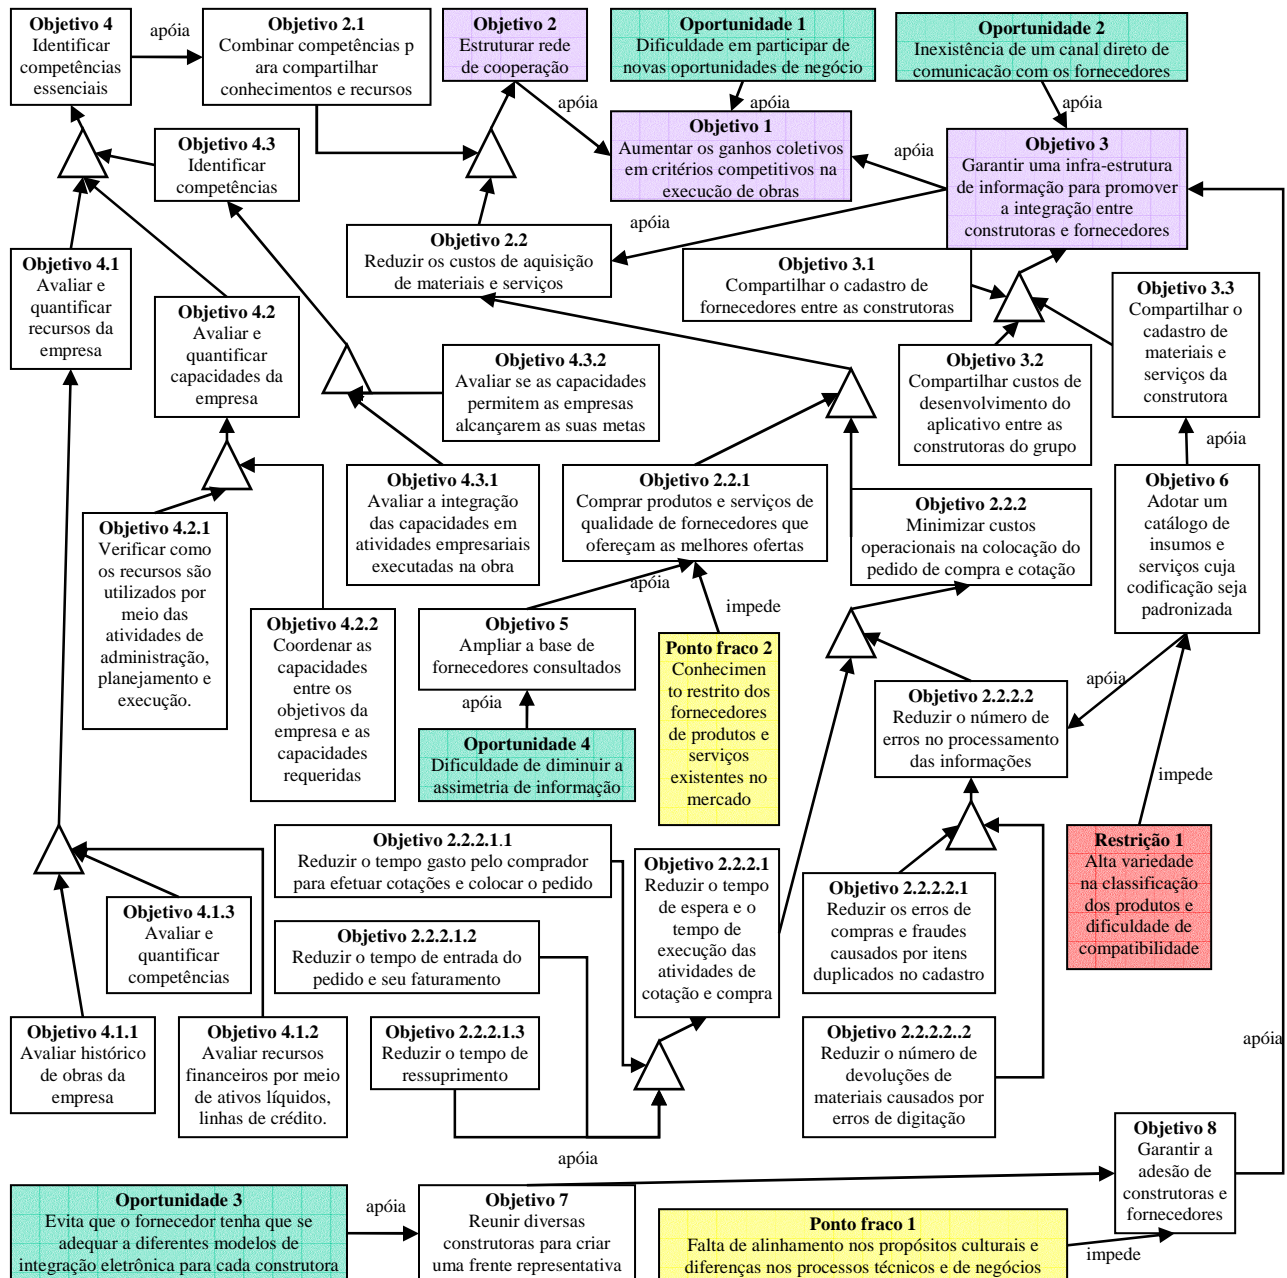 Objetivo 4
Identificar
competências
essenciais
apóia
Objetivo 2.1
Combinar competências p
ara compartilhar
conhecimentos e recursos
Objetivo 2
Estruturar rede
de cooperação
apóia
Oportunidade 1
Dificuldade em participar de
novas oportunidades de negócio
apóia
Oportunidade 2
Inexistência de um canal direto de
comunicação com os fornecedores
apóia
Objetivo 1
Aumentar os ganhos coletivos
em critérios competitivos na
execução de obras
apóia
Objetivo 3
Garantir uma infra-estrutura
de informação para promover
a integração entre
construtoras e fornecedores
Objetivo 4.3
Identificar
competências
apóia
Objetivo 2.2
Reduzir os custos de aquisição
de materiais e serviços
Objetivo 4.1
Avaliar e
quantificar
recursos da
empresa
Objetivo 4.2
Avaliar e
quantificar
capacidades da
empresa
Objetivo 3.1
Compartilhar o cadastro de
fornecedores entre as construtoras
Objetivo 3.3
Compartilhar o
cadastro de
materiais e
serviços da
construtora
Objetivo 4.3.2
Avaliar se as capacidades
permitem as empresas
alcançarem as suas metas
Objetivo 3.2
Compartilhar custos de
desenvolvimento do
aplicativo entre as
construtoras do grupo
apóia
Objetivo 4.3.1
Avaliar a integração
das capacidades em
atividades empresariais
executadas na obra
Objetivo 2.2.1
Comprar produtos e serviços de
qualidade de fornecedores que
ofereçam as melhores ofertas
Objetivo 2.2.2
Minimizar custos
operacionais na colocação do
pedido de compra e cotação
Objetivo 6
Adotar um
catálogo de
insumos e
serviços cuja
codificação seja
padronizada
Objetivo 4.2.1
Verificar como
os recursos são
utilizados por
meio das
atividades de
administração,
planejamento e
execução.
Objetivo 4.2.2
Coordenar as
capacidades
entre os
objetivos da
empresa e as
capacidades
requeridas
apóia
impede
Objetivo 5
Ampliar a base de
fornecedores consultados
apóia
Ponto fraco 2
Conhecimen
to restrito dos
fornecedores
de produtos e
serviços
existentes no
mercado
Oportunidade 4
Dificuldade de diminuir a
assimetria de informação
Objetivo 2.2.2.2
Reduzir o número de
erros no processamento
das informações
apóia
impede
Restrição 1
Alta variedade
na classificação
dos produtos e
dificuldade de
compatibilidade
Objetivo 2.2.2.1.1
Reduzir o tempo gasto pelo comprador
para efetuar cotações e colocar o pedido
Objetivo 2.2.2.1
Reduzir o tempo
de espera e o
tempo de
execução das
atividades de
cotação e compra
Objetivo 2.2.2.2.1
Reduzir os erros de
compras e fraudes
causados por itens
duplicados no cadastro
Objetivo 4.1.3
Avaliar e
quantificar
competências
Objetivo 2.2.2.1.2
Reduzir o tempo de entrada do
pedido e seu faturamento
Objetivo 4.1.1
Avaliar histórico
de obras da
empresa
Objetivo 4.1.2
Avaliar recursos
financeiros por meio
de ativos líquidos,
linhas de crédito.
Objetivo 2.2.2.1.3
Reduzir o tempo de
ressuprimento
Objetivo 2.2.2.2..2
Reduzir o número de
devoluções de
materiais causados por
erros de digitação
apóia
Objetivo 8
Garantir a
adesão de
construtoras e
fornecedores
apóia
Oportunidade 3
Evita que o fornecedor tenha que se
adequar a diferentes modelos de
integração eletrônica para cada construtora
apóia
Objetivo 7
Reunir diversas
construtoras para criar
uma frente representativa
Ponto fraco 1
Falta de alinhamento nos propósitos culturais e
diferenças nos processos técnicos e de negócios
impede